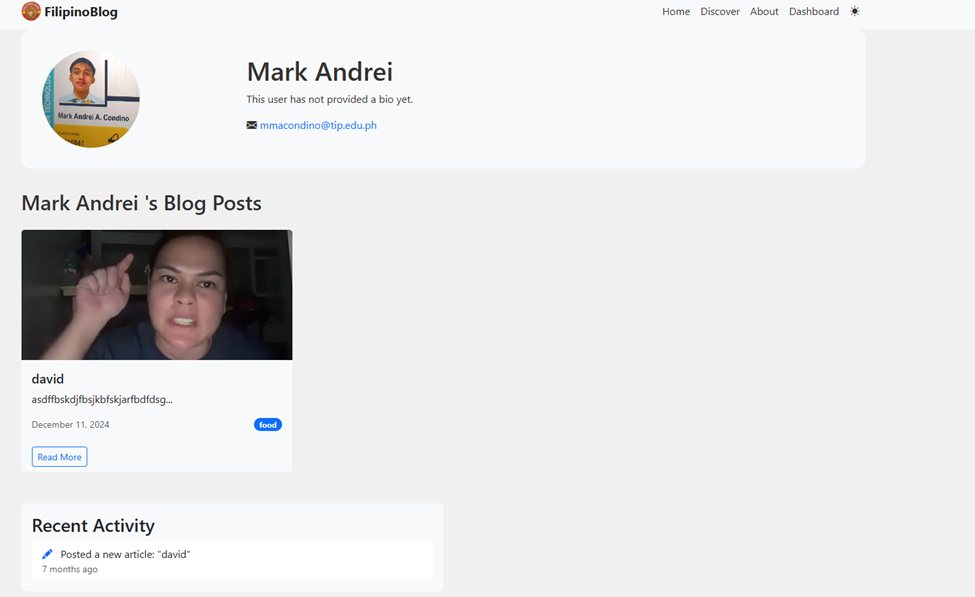 FilipinoBlog
Home Discover About Dashboard
TECHNOLOG
Mark Andrei A. Condino
Mark Andrei
This user has not provided a bio yet.
mmacondino@tip.edu.ph
Mark Andrei 's Blog Posts
david
asdffbskdjfbsjkbfskjarfbdfdsg...
December 11, 2024 food
Read More
Recent Activity
Posted a new article: "david"
7 months ago